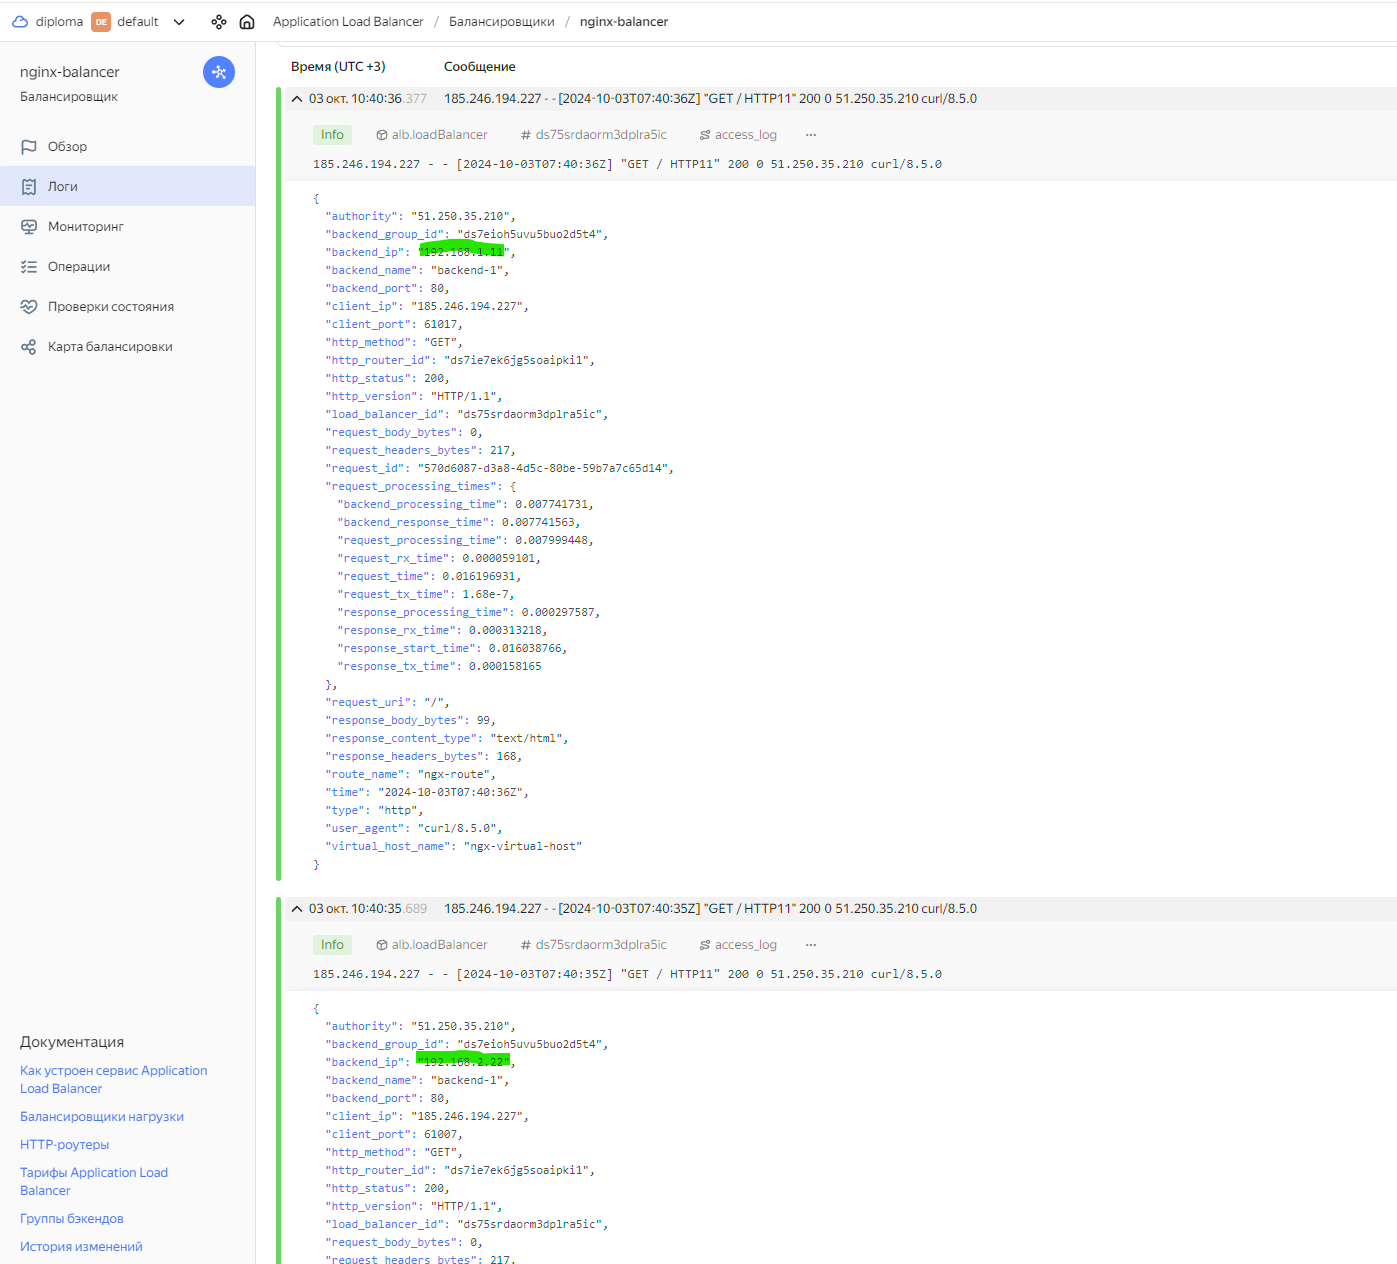 diploma DE default Application Load Balancer / Балансировщики / nginx-balancer
nginx-balancer
Балансировщик
Обзор
Логи
Мониторинг
Операции
Проверки состояния
Карта балансировки
Документация
Как устроен сервис Application
Load Balancer
Балансировщики нагрузки
HTTP-роутеры
Тарифы Application Load
Balancer
Группы бэкендов
История изменений
Время (UTC +3) Сообщение
03 окт. 10:40:36.377 185.246.194.227 - - [2024-10-03T07:40:36Z] "GET / HTTP11" 200 0 51.250.35.210 curl/8.5.0
Info alb.loadBalancer # ds75srdaorm3dplra5ic access_log ···
185.246.194.227 - - [2024-10-03T07:40:36Z] "GET / HTTP11" 200 0 51.250.35.210 curl/8.5.0
{
"authority": "51.250.35.210",
"backend_group_id": "ds7eioh5uvu5buo2d5t4",
"backend_ip": "192.168.1.11",
"backend_name": "backend-1",
"backend_port": 80,
"client_ip": "185.246.194.227",
"client_port": 61017,
"http_method": "GET",
"http_router_id": "ds7ie7ek6jg5soaipki1",
"http_status": 200,
"http_version": "HTTP/1.1",
"load_balancer_id": "ds75srdaorm3dplra5ic",
"request_body_bytes": 0,
"request_headers_bytes": 217,
"request_id": "570d6087-d3a8-4d5c-80be-59b7a7c65d14",
"request_processing_times": {
"backend_processing_time": 0.007741731,
"backend_response_time": 0.007741563,
"request_processing_time": 0.007999448,
"request_rx_time": 0.000059101,
"request_time": 0.016196931,
"request_tx_time": 1.68e-7,
"response_processing_time": 0.000297587,
"response_rx_time": 0.000313218,
"response_start_time": 0.016038766,
"response_tx_time": 0.000158165
},
"request_uri": "/",
"response_body_bytes": 99,
"response_content_type": "text/html",
"response_headers_bytes": 168,
"route_name": "ngx-route",
"time": "2024-10-03T07:40:36Z",
"type": "http",
"user_agent": "curl/8.5.0",
"virtual_host_name": "ngx-virtual-host"
}
03 окт. 10:40:35.689 185.246.194.227 - - [2024-10-03T07:40:35Z] "GET / HTTP11" 200 0 51.250.35.210 curl/8.5.0
Info alb.loadBalancer # ds75srdaorm3dplra5ic access_log ···
185.246.194.227 - - [2024-10-03T07:40:35Z] "GET / HTTP11" 200 0 51.250.35.210 curl/8.5.0
{
"authority": "51.250.35.210",
"backend_group_id": "ds7eioh5uvu5buo2d5t4",
"backend_ip": "192.168.2.22",
"backend_name": "backend-1",
"backend_port": 80,
"client_ip": "185.246.194.227",
"client_port": 61007,
"http_method": "GET",
"http_router_id": "ds7ie7ek6jg5soaipki1",
"http_status": 200,
"http_version": "HTTP/1.1",
"load_balancer_id": "ds75srdaorm3dplra5ic",
"request_body_bytes": 0,
"request_headers_bytes": 217,